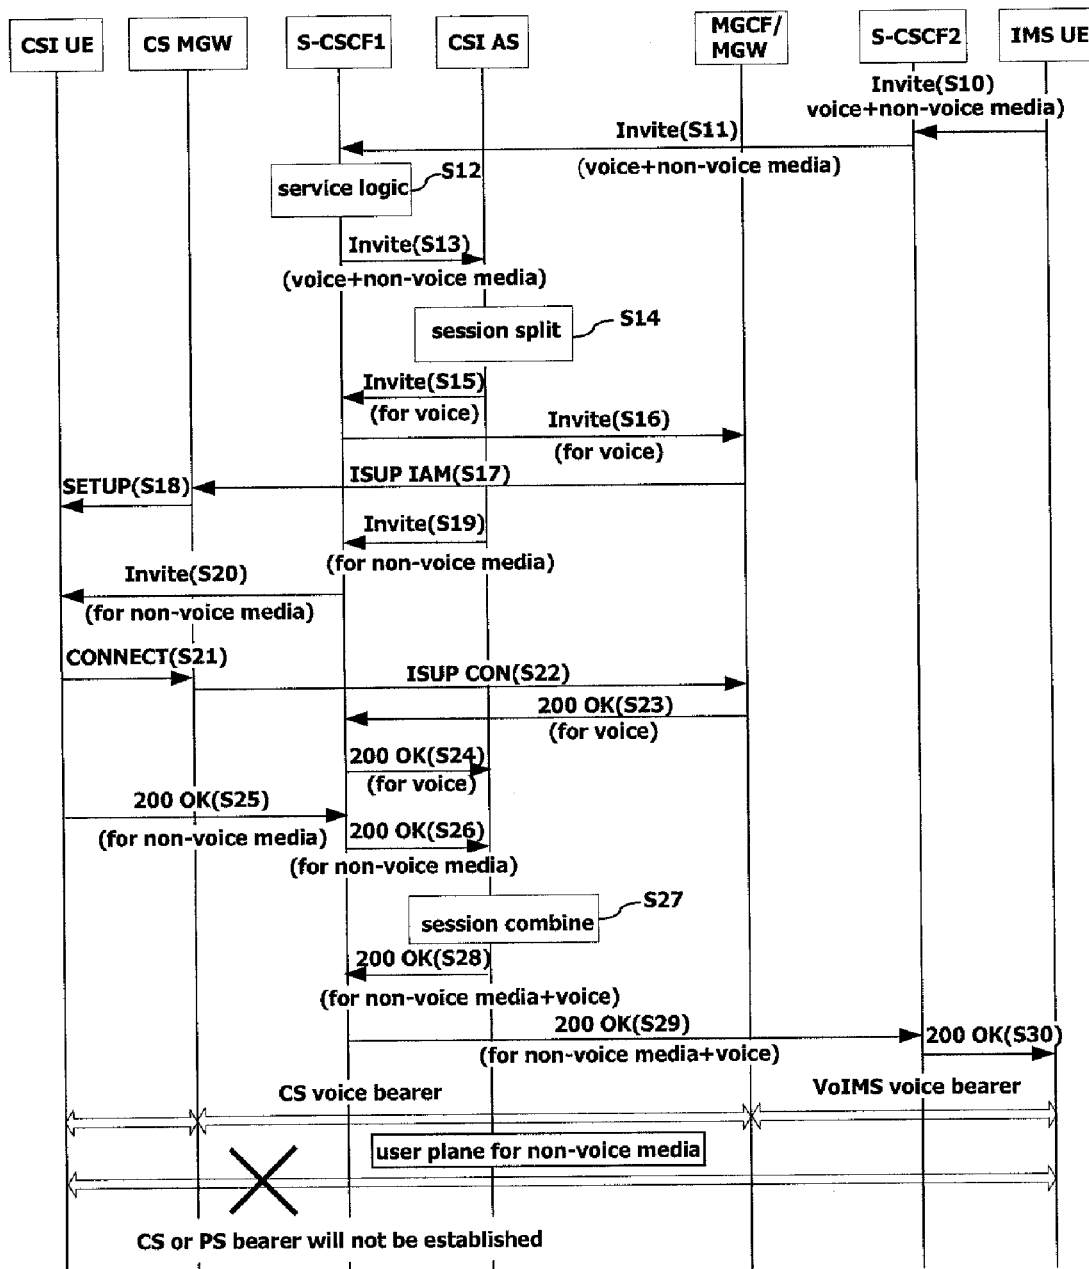 CSI UE
CS MGW
S-CSCF1
CSI AS
MGCF/
MGW
S-CSCF2
IMS UE
Invite(S10)
voice+non-voice media)
Invite(S11)
(voice+non-voice media)
service logic
S12
Invite(S13)
(voice+non-voice media)
session split
S14
Invite(S15)
(for voice)
Invite(S16)
(for voice)
ISUP IAM(S17)
SETUP(S18)
Invite(S19)
(for non-voice media)
Invite(S20)
(for non-voice media)
CONNECT(S21)
ISUP CON(S22)
200 OK(S23)
(for voice)
200 OK(S24)
(for voice)
200 OK(S25)
(for non-voice media)
200 OK(S26)
(for non-voice media)
session combine
S27
200 OK(S28)
(for non-voice media+voice)
200 OK(S29)
(for non-voice media+voice)
200 OK(S30)
CS voice bearer
VoIMS voice bearer
user plane for non-voice media
CS or PS bearer will not be established